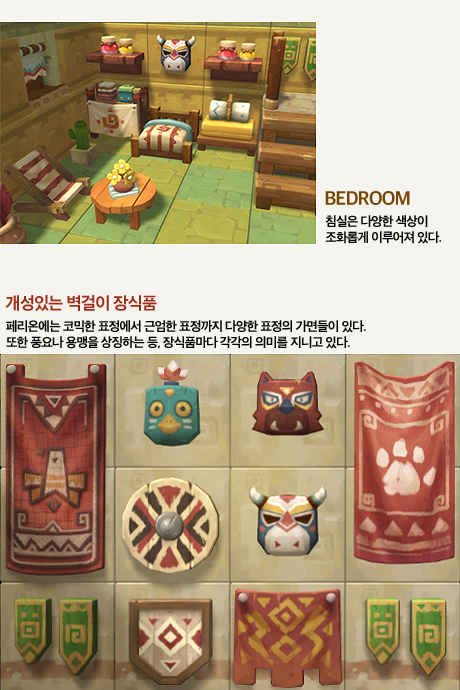 BEDROOM
침실은 다양한 색상이
조화롭게 이루어져 있다.
개성있는 벽걸이 장식품
페리온에는 코믹한 표정에서 근엄한 표정까지 다양한 표정의 가면들이 있다.
또한 풍요나 용맹을 상징하는 등, 장식품마다 각각의 의미를 지니고 있다.